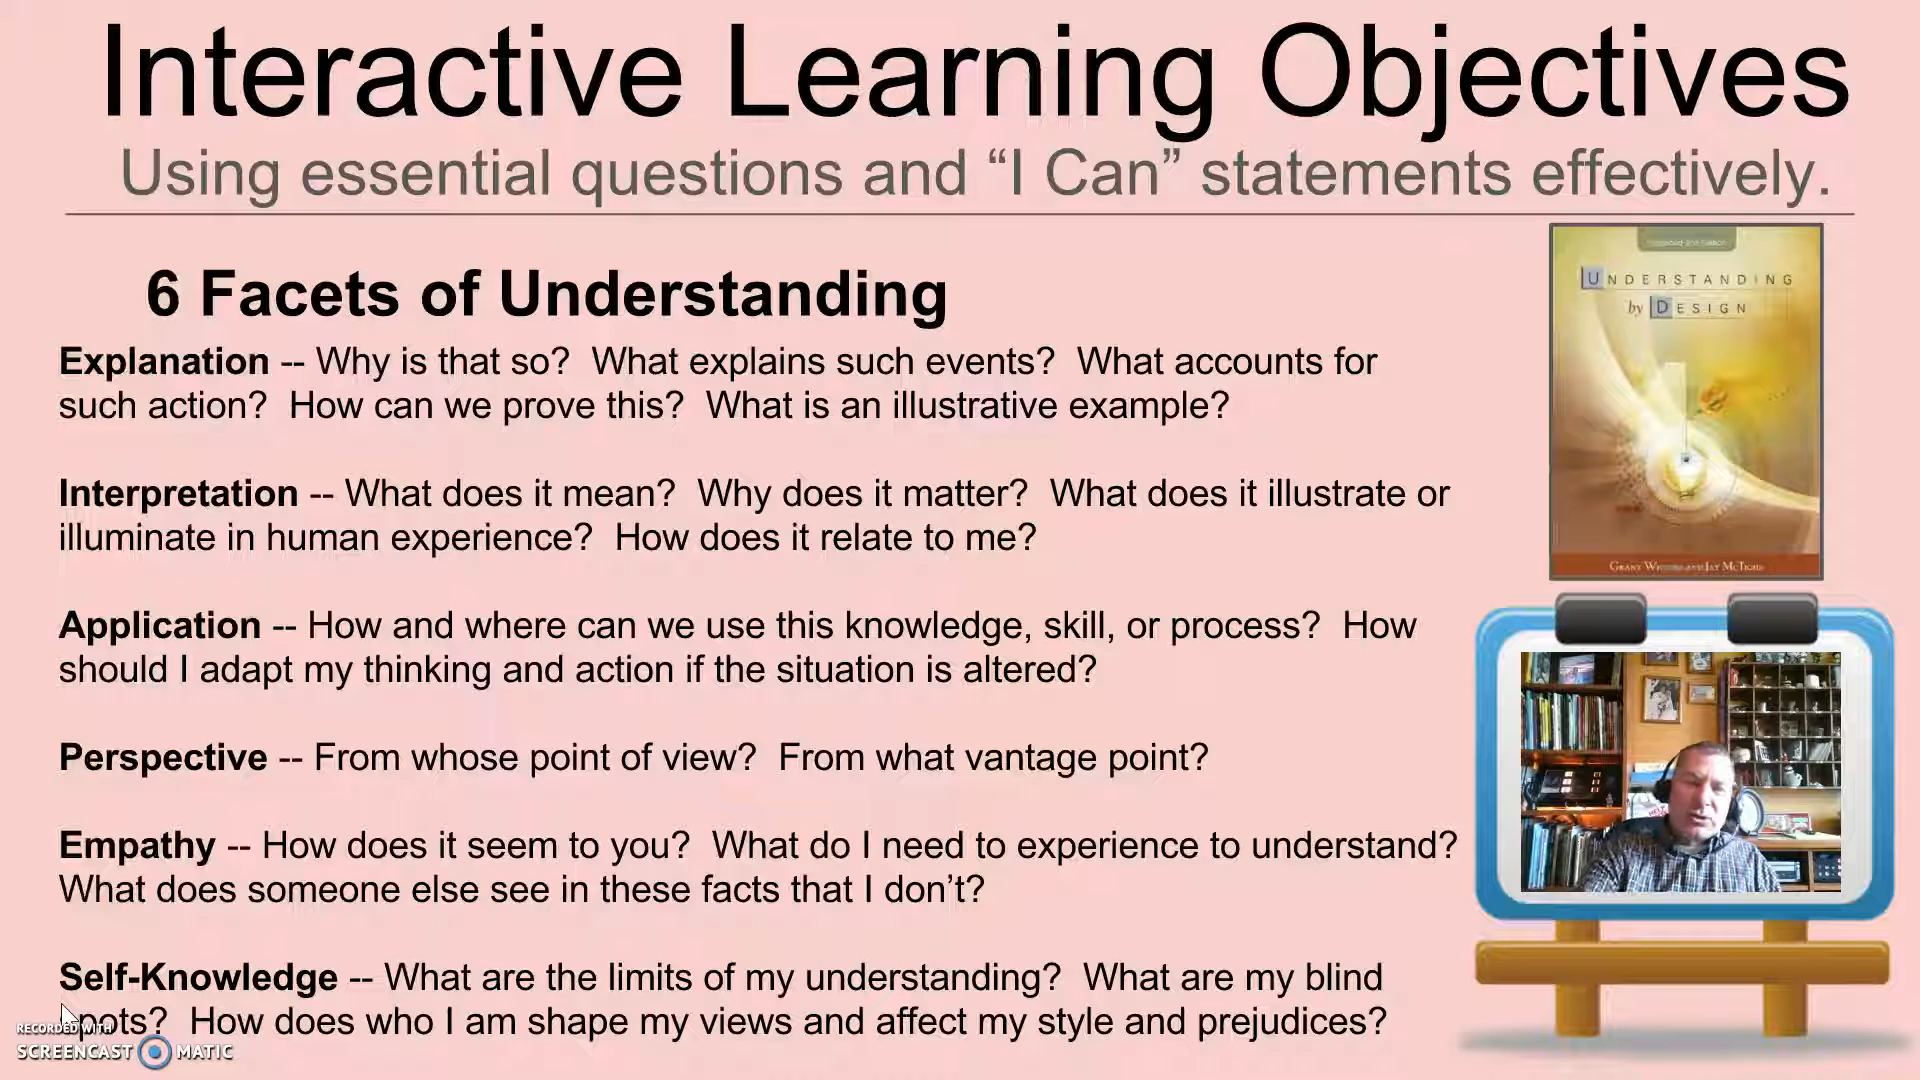 Interactive Learning Objectives
Using essential questions and “I Can” statements effectively.
6 Facets of Understanding
Explanation -- Why is that so?  What explains such events?  What accounts for
such action?  How can we prove this?  What is an illustrative example?
Interpretation -- What does it mean?  Why does it matter?  What does it illustrate or
illuminate in human experience?  How does it relate to me?
Application -- How and where can we use this knowledge, skill, or process?  How
should I adapt my thinking and action if the situation is altered?
Perspective -- From whose point of view?  From what vantage point?
Empathy -- How does it seem to you?  What do I need to experience to understand?
What does someone else see in these facts that I don’t?
Self-Knowledge -- What are the limits of my understanding?  What are my blind
spots?  How does who I am shape my views and affect my style and prejudices?
UNDERSTANDING
by DESIGN
GRANT WIGGINS AND JAY MCTIGHE
RECORDED WITH
SCREENCAST MATIC